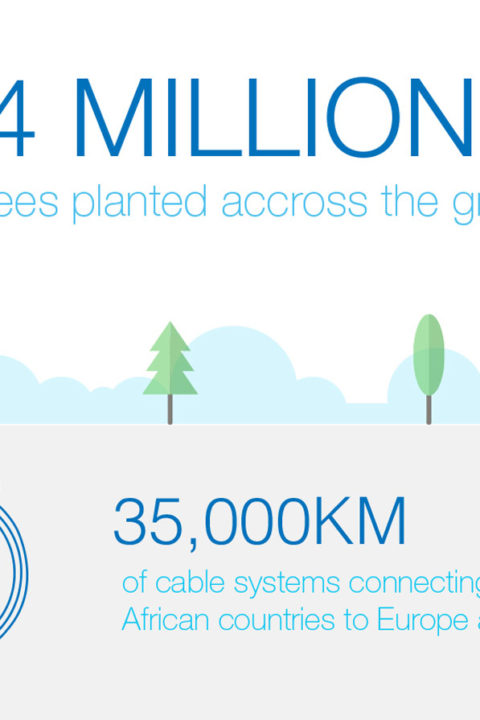 4 MILLION
ees planted accross the gr
35,000KM
of cable systems connecting
African countries to Europe a